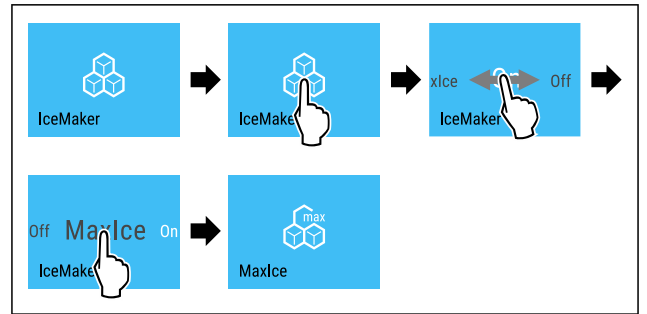 IceMaker
IceMake
xIce Off
IceMaker
Off MaxIce On
IceMake
max
MaxIce